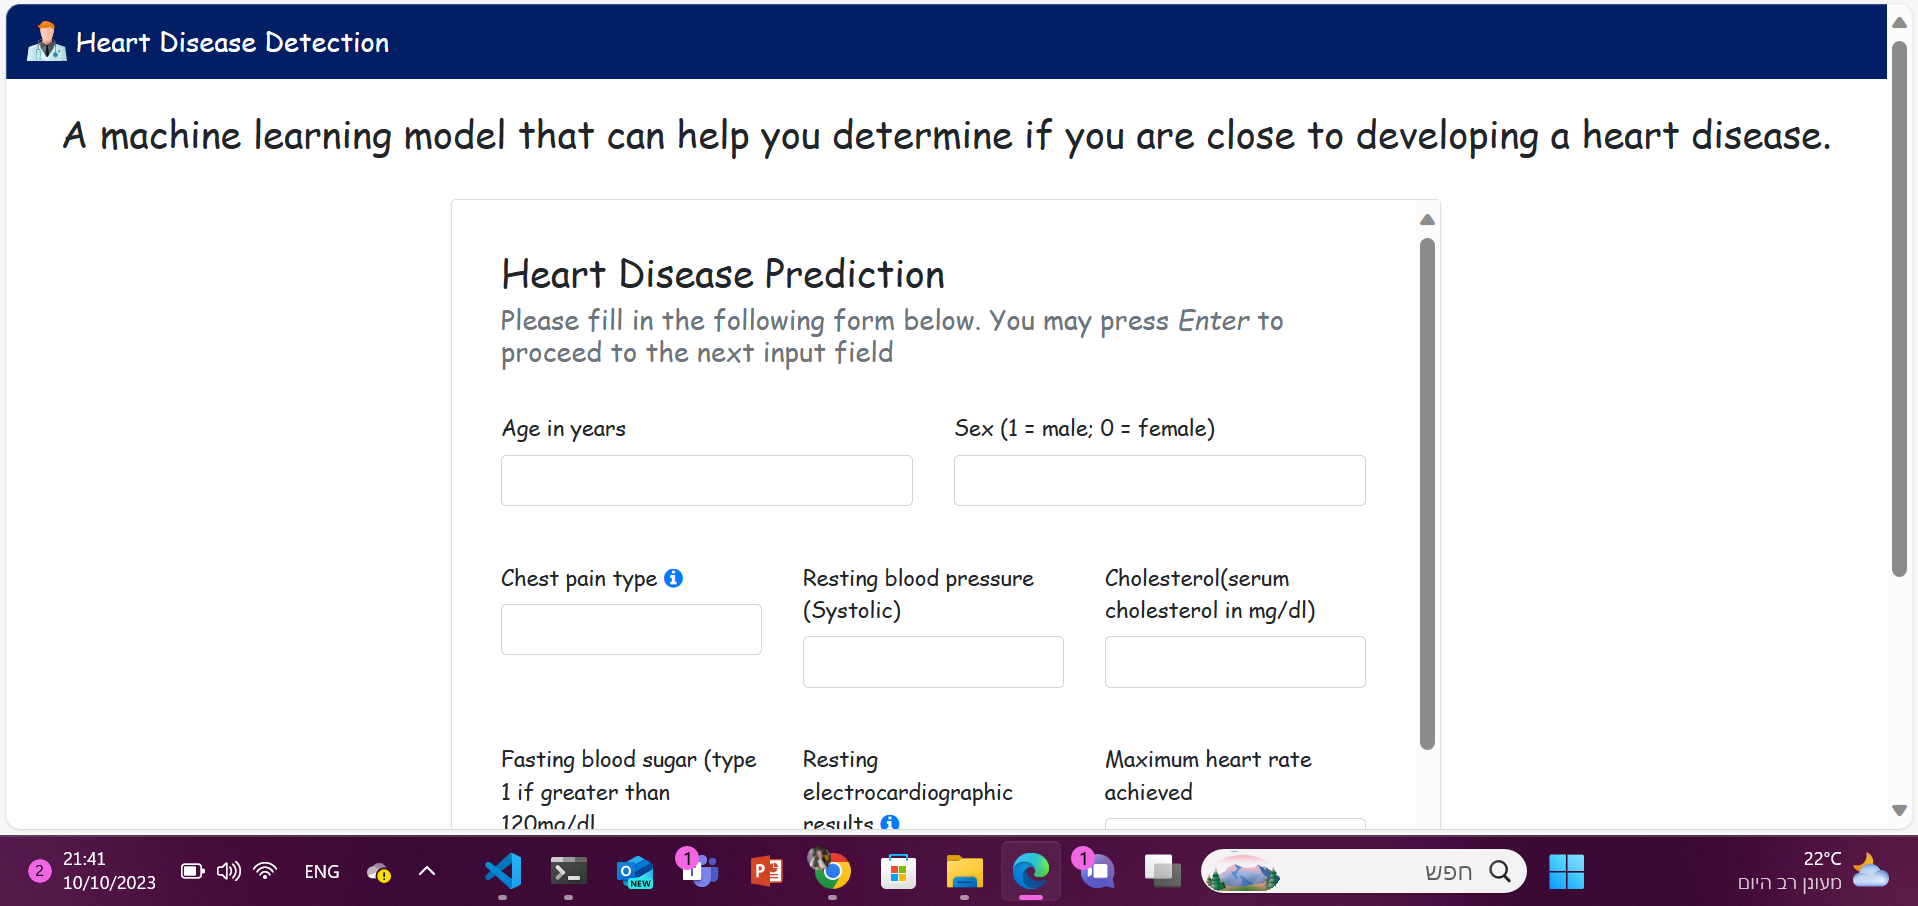 Heart Disease Detection
A machine learning model that can help you determine if you are close to developing a heart disease.
Heart Disease Prediction
Please fill in the following form below. You may press Enter to
proceed to the next input field
Age in years
Sex (1 = male; 0 = female)
Chest pain type
Resting blood pressure
(Systolic)
Cholesterol(serum
cholesterol in mg/dl)
Fasting blood sugar (type
1 if greater than
120mg/dl
Resting
electrocardiographic
results
Maximum heart rate
achieved
2
21:41
10/10/2023
ENG
NEW
1
1
חפש
22°C
מעונן רב היום